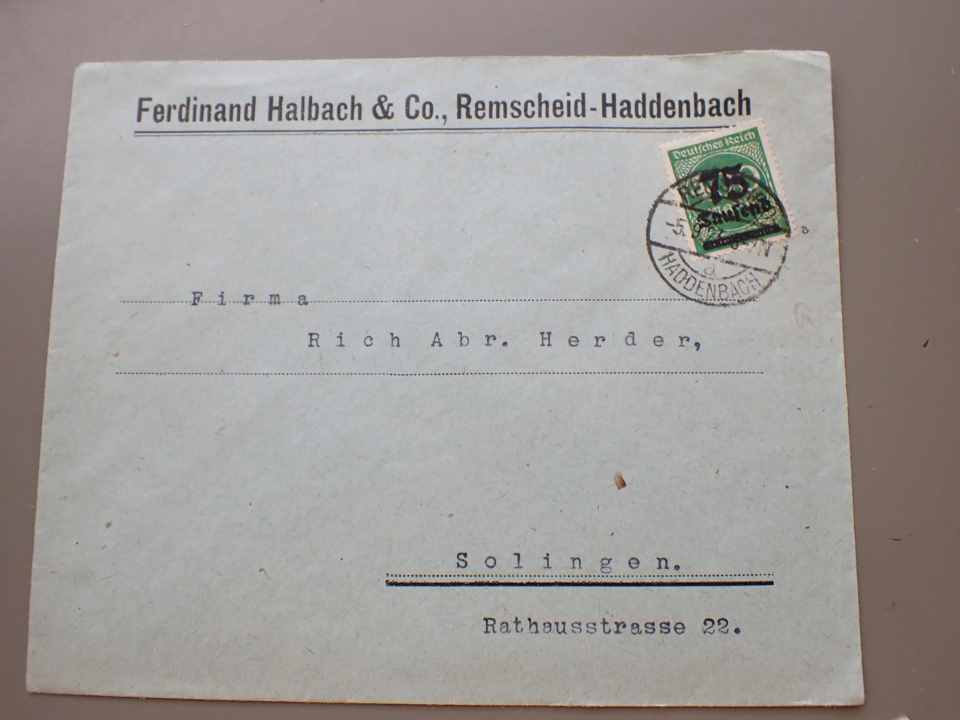 Ferdinand Halbach & Co., Remscheid-Haddenbach
Deutsches Reich
75
Tausend
HADDENBACH
Firma
Rich Abr. Herder,
Solingen.
Rathausstrasse 22.